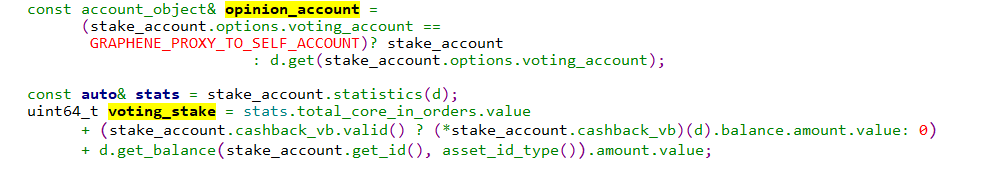 const account_object& opinion_account =
(stake_account.options.voting_account ==
GRAPHENE_PROXY_TO_SELF_ACCOUNT)? stake_account
: d.get(stake_account.options.voting_account);
const auto& stats = stake_account.statistics(d);
uint64_t voting_stake = stats.total_core_in_orders.value
+ (stake_account.cashback_vb.valid() ? (*stake_account.cashback_vb)(d).balance.amount.value: 0)
+ d.get_balance(stake_account.get_id(), asset_id_type()).amount.value;